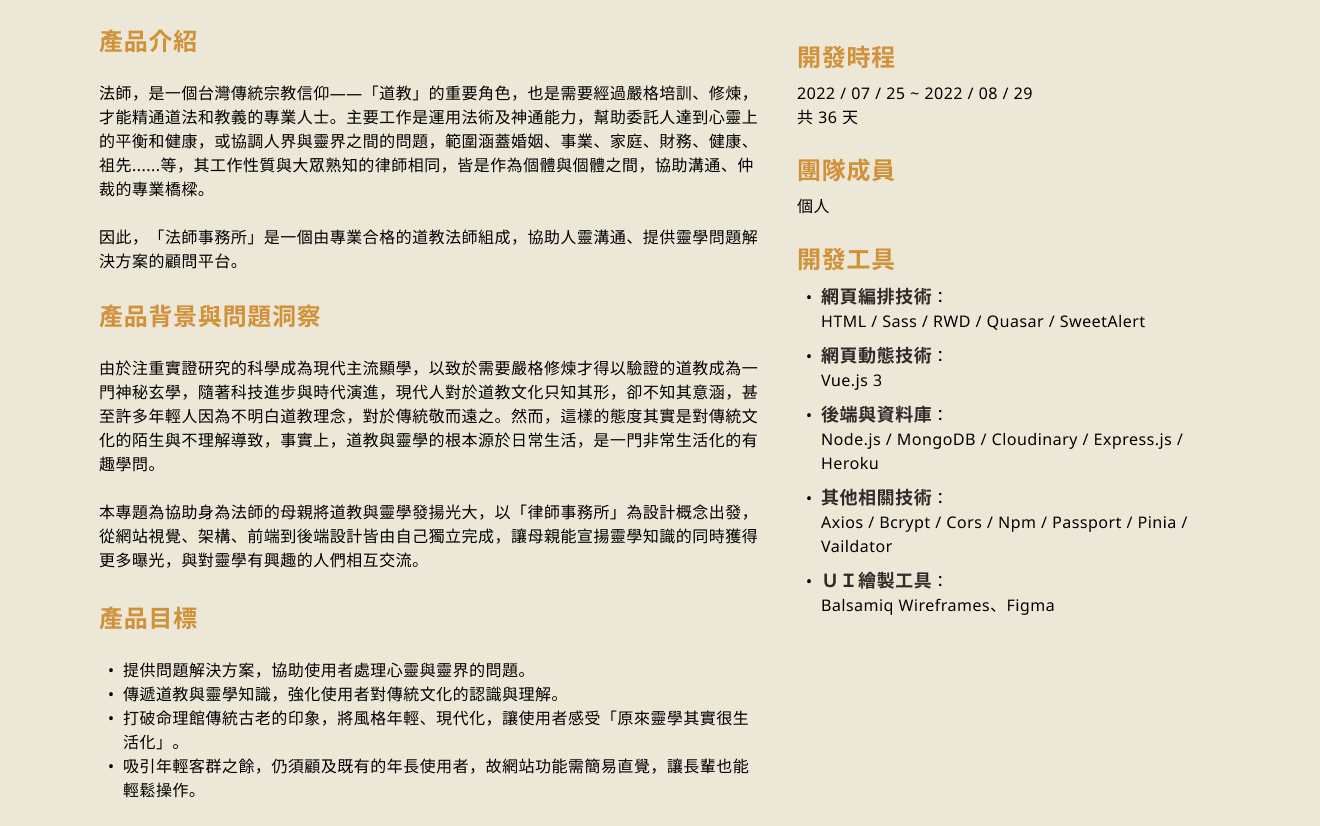 產品介紹
法師，是一個台灣傳統宗教信仰——「道教」的重要角色，也是需要經過嚴格培訓、修煉，
才能精通道法和教義的專業人士。主要工作是運用法術及神通能力，幫助委託人達到心靈上
的平衡和健康，或協調人界與靈界之間的問題，範圍涵蓋婚姻、事業、家庭、財務、健康、
祖先......等，其工作性質與大眾熟知的律師相同，皆是作為個體與個體之間，協助溝通、仲
裁的專業橋樑。
因此，「法師事務所」是一個由專業合格的道教法師組成，協助人靈溝通、提供靈學問題解
決方案的顧問平台。
產品背景與問題洞察
由於注重實證研究的科學成為現代主流顯學，以致於需要嚴格修煉才得以驗證的道教成為一
門神秘玄學，隨著科技進步與時代演進，現代人對於道教文化只知其形，卻不知其意涵，甚
至許多年輕人因為不明白道教理念，對於傳統敬而遠之。然而，這樣的態度其實是對傳統文
化的陌生與不理解導致，事實上，道教與靈學的根本源於日常生活，是一門非常生活化的有
趣學問。
本專題為協助身為法師的母親將道教與靈學發揚光大，以「律師事務所」為設計概念出發，
從網站視覺、架構、前端到後端設計皆由自己獨立完成，讓母親能宣揚靈學知識的同時獲得
更多曝光，與對靈學有興趣的人們相互交流。
產品目標
• 提供問題解決方案，協助使用者處理心靈與靈界的問題。
• 傳遞道教與靈學知識，強化使用者對傳統文化的認識與理解。
• 打破命理館傳統古老的印象，將風格年輕、現代化，讓使用者感受「原來靈學其實很生
活化」。
• 吸引年輕客群之餘，仍須顧及既有的年長使用者，故網站功能需簡易直覺，讓長輩也能
輕鬆操作。
開發時程
2022 / 07 / 25 ~ 2022 / 08 / 29
共 36 天
團隊成員
個人
開發工具
• 網頁編排技術：
HTML / Sass / RWD / Quasar / SweetAlert
• 網頁動態技術：
Vue.js 3
• 後端與資料庫：
Node.js / MongoDB / Cloudinary / Express.js /
Heroku
• 其他相關技術：
Axios / Bcrypt / Cors / Npm / Passport / Pinia /
Vaildator
• ＵＩ繪製工具：
Balsamiq Wireframes、Figma